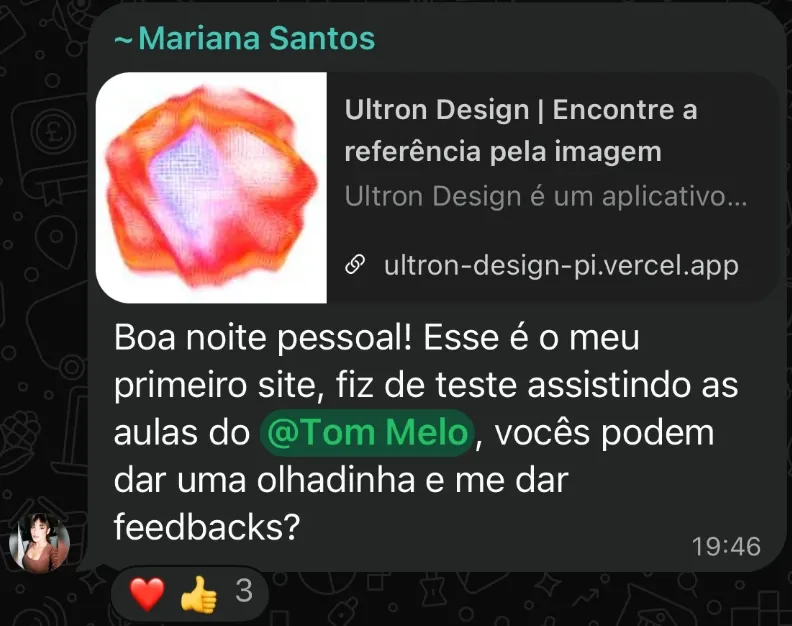 ~Mariana Santos
Ultron Design | Encontre a
referência pela imagem
Ultron Design é um aplicativo...
ultron-design-pi.vercel.app
Boa noite pessoal! Esse é o meu
primeiro site, fiz de teste assistindo as
aulas do @Tom Melo, vocês podem
dar uma olhadinha e me dar
feedbacks?
19:46
3